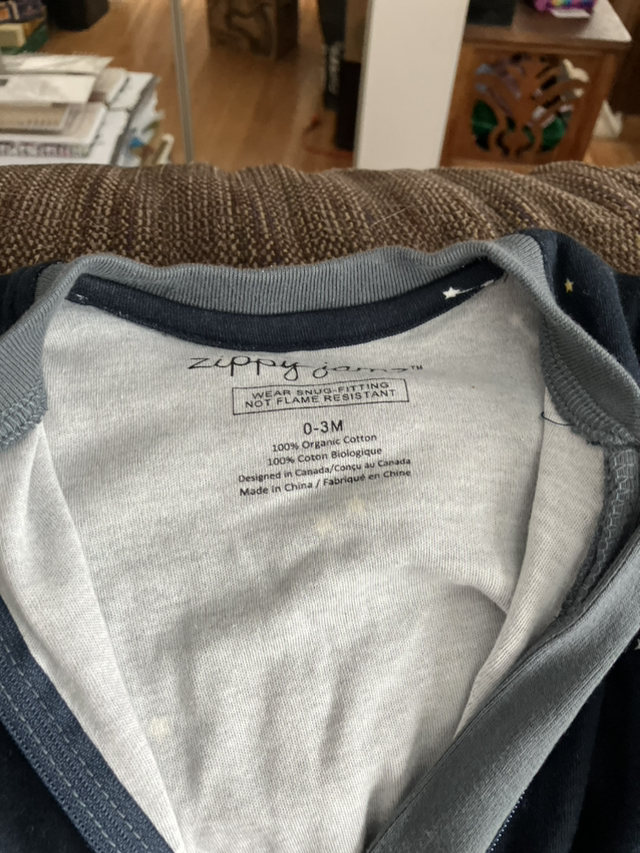 zippy jams™
WEAR SNUG-FITTING
NOT FLAME RESISTANT
0-3M
100% Organic Cotton
100% Coton Biologique
Designed in Canada/Conçu au Canada
Made in China / Fabriqué en Chine